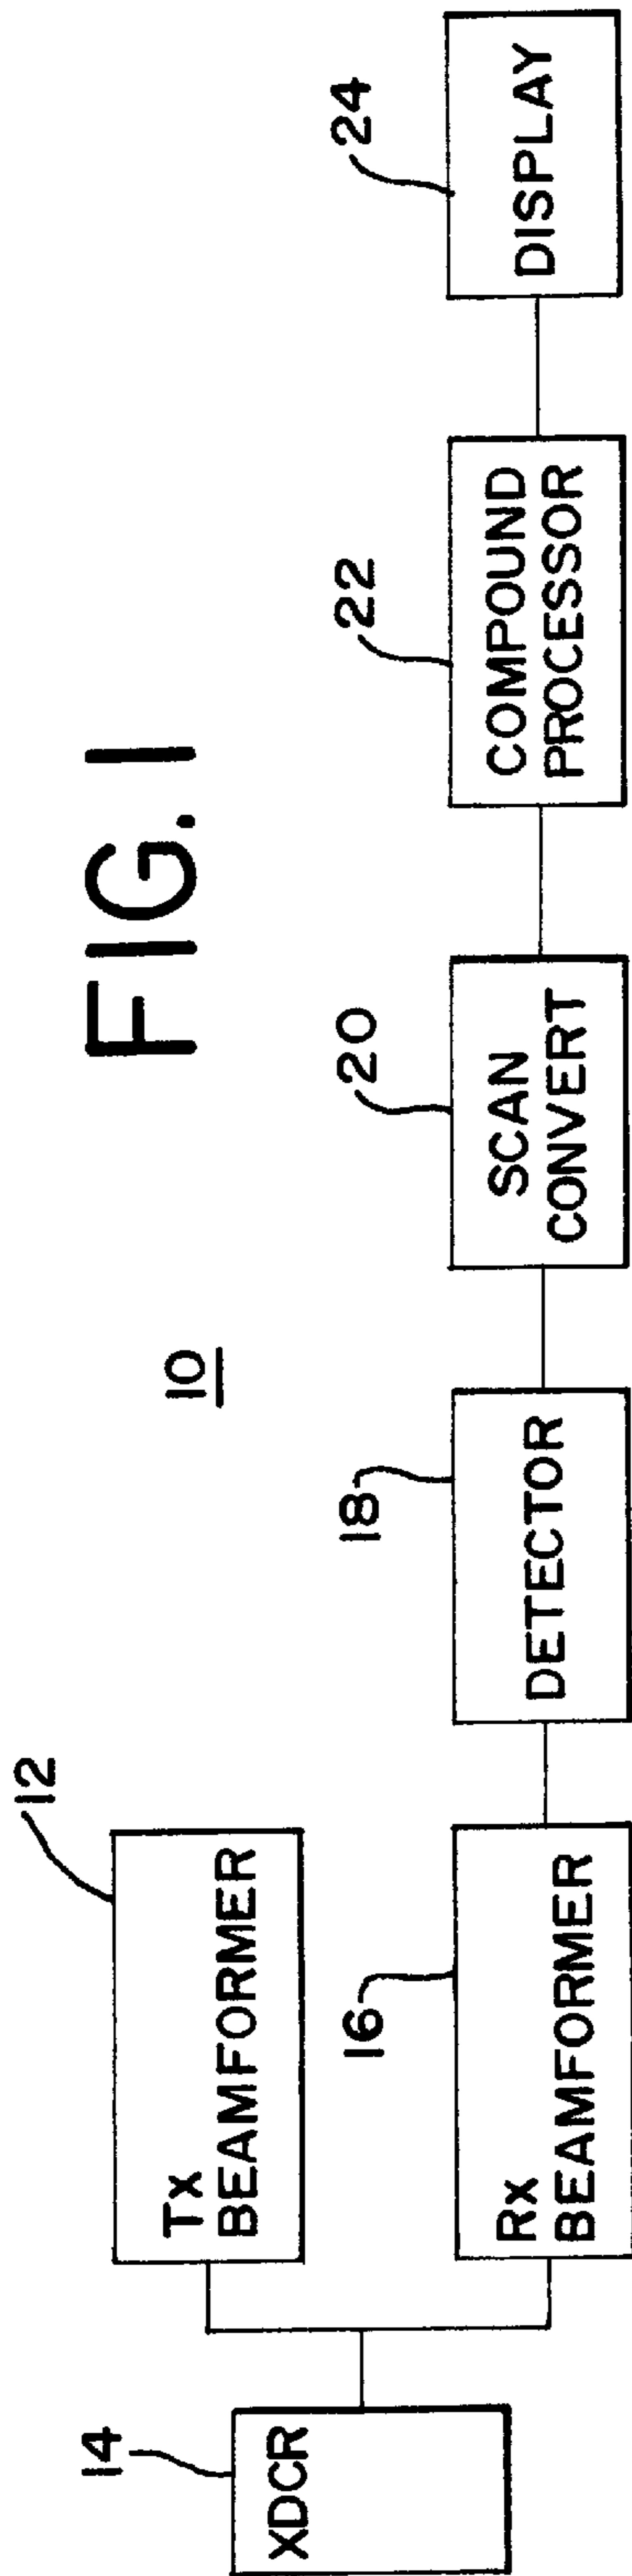 FIG. 1
10
12
14
XDCR
Tx
BEAMFORMER
16
Rx
BEAMFORMER
18
DETECTOR
20
SCAN
CONVERT
22
COMPOUND
PROCESSOR
24
DISPLAY